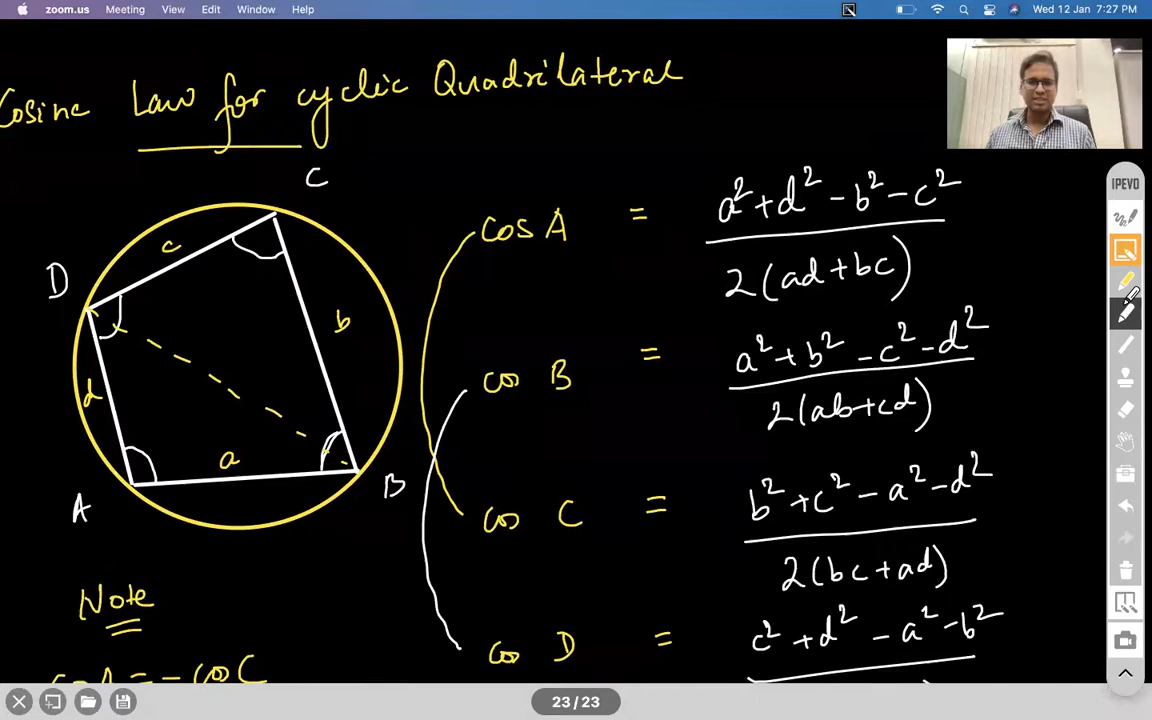 zoom.us Meeting View Edit Window Help Wed 12 Jan 7:27 PM
Cosine Law for cyclic Quadrilateral
IPEVO
C
D
c
b
d
a
A
B
cos A = a²+d²-b²-c² / 2(ad+bc)
cos B = a²+b²-c²-d² / 2(ab+cd)
cos C = b²+c²-a²-d² / 2(bc+ad)
cos D = c²+d²-a²-b²
Note
cos A = -cos C
23/23